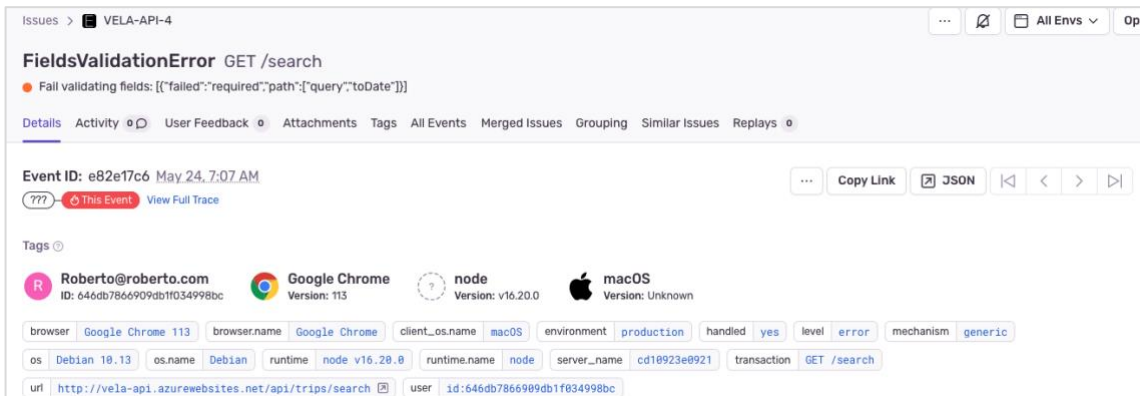 Issues > VELA-API-4
... All Envs Op
FieldsValidationError GET /search
Fail validating fields: [{"failed":"required","path":["query","toDate"]}]
Details Activity 0 User Feedback 0 Attachments Tags All Events Merged Issues Grouping Similar Issues Replays 0
Event ID: e82e17c6 May 24, 7:07 AM
... Copy Link JSON
??? This Event View Full Trace
Tags ?
R Roberto@roberto.com Google Chrome ? node macOS
ID: 646db7866909db1f034998bc Version: 113 Version: v16.20.0 Version: Unknown
browser Google Chrome 113 browser.name Google Chrome client_os.name macOS environment production handled yes level error mechanism generic
os Debian 10.13 os.name Debian runtime node v16.20.0 runtime.name node server_name cd10923e0921 transaction GET /search
url http://vela-api.azurewebsites.net/api/trips/search user id:646db7866909db1f034998bc